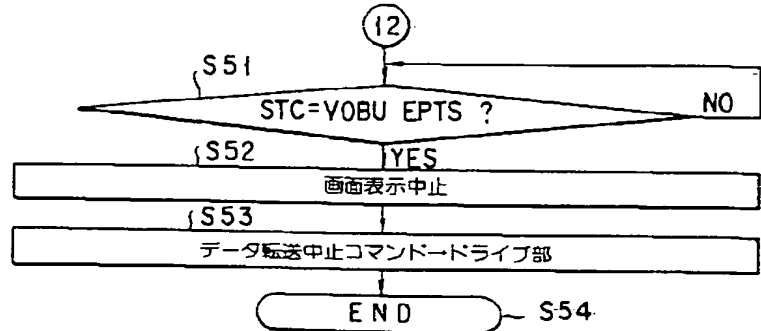 12
S51
STC=VOBU EPTS ?
NO
YES
S52
画面表示中止
S53
データ転送中止コマンド→ドライブ部
END
S54